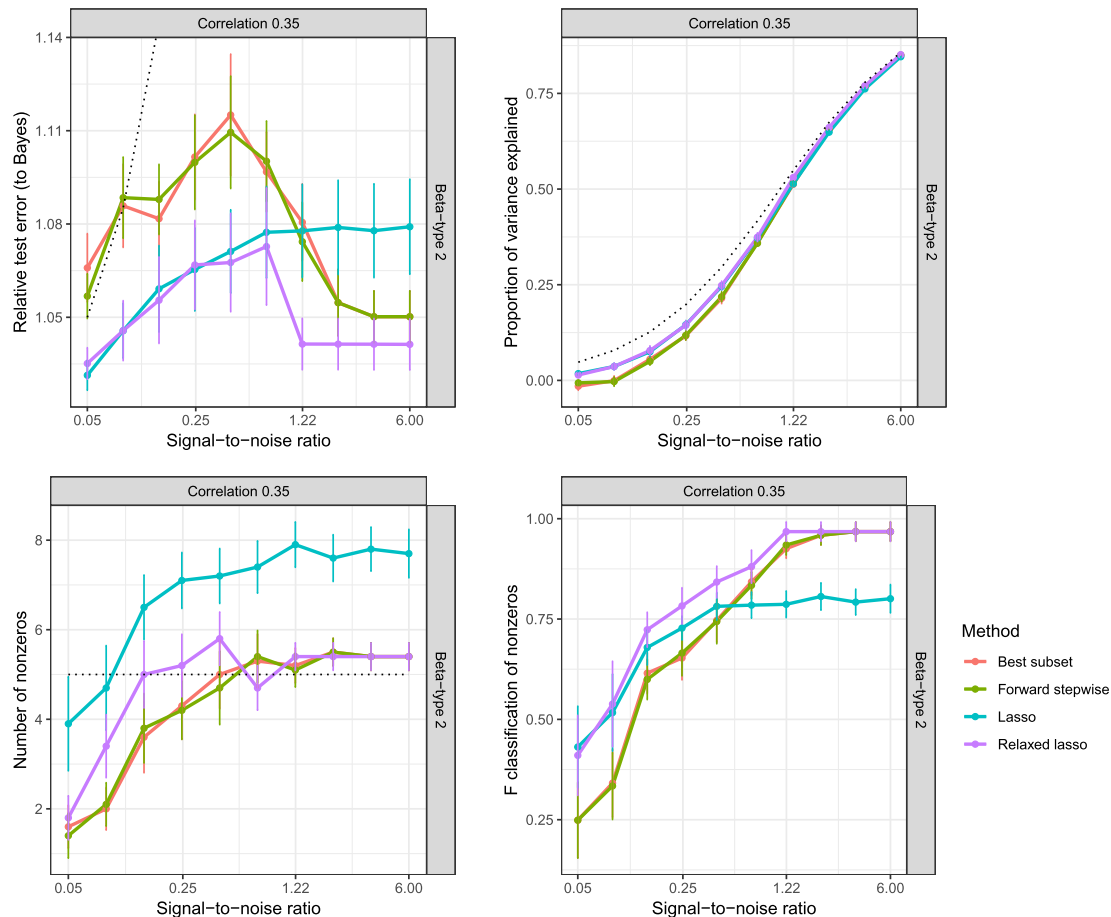 Correlation 0.35
Relative test error (to Bayes)
1.14
1.11
1.08
1.05
0.05
0.25
1.22
6.00
Signal−to−noise ratio
Beta−type 2
Correlation 0.35
Proportion of variance explained
0.75
0.50
0.25
0.00
0.05
0.25
1.22
6.00
Signal−to−noise ratio
Beta−type 2
Correlation 0.35
Number of nonzeros
8
6
4
2
0.05
0.25
1.22
6.00
Signal−to−noise ratio
Beta−type 2
Correlation 0.35
F classification of nonzeros
1.00
0.75
0.50
0.25
0.05
0.25
1.22
6.00
Signal−to−noise ratio
Beta−type 2
Method
Best subset
Forward stepwise
Lasso
Relaxed lasso